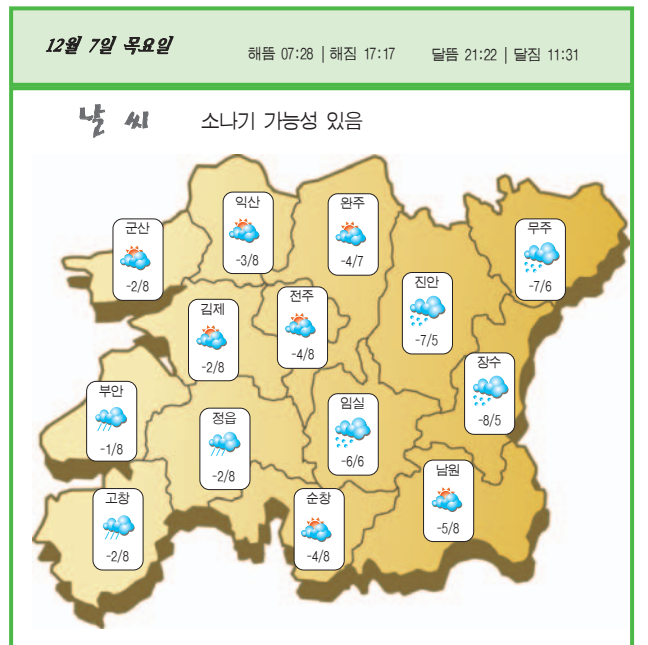 12월 7일 목요일
해뜸 07:28 | 해짐 17:17 달뜸 21:22 | 달짐 11:31
날 씨 소나기 가능성 있음
익산
-3/8
완주
-4/7
군산
-2/8
무주
-7/6
진안
-7/5
전주
-4/8
김제
-2/8
장수
-8/5
부안
-1/8
정읍
-2/8
임실
-6/6
남원
-5/8
고창
-2/8
순창
-4/8